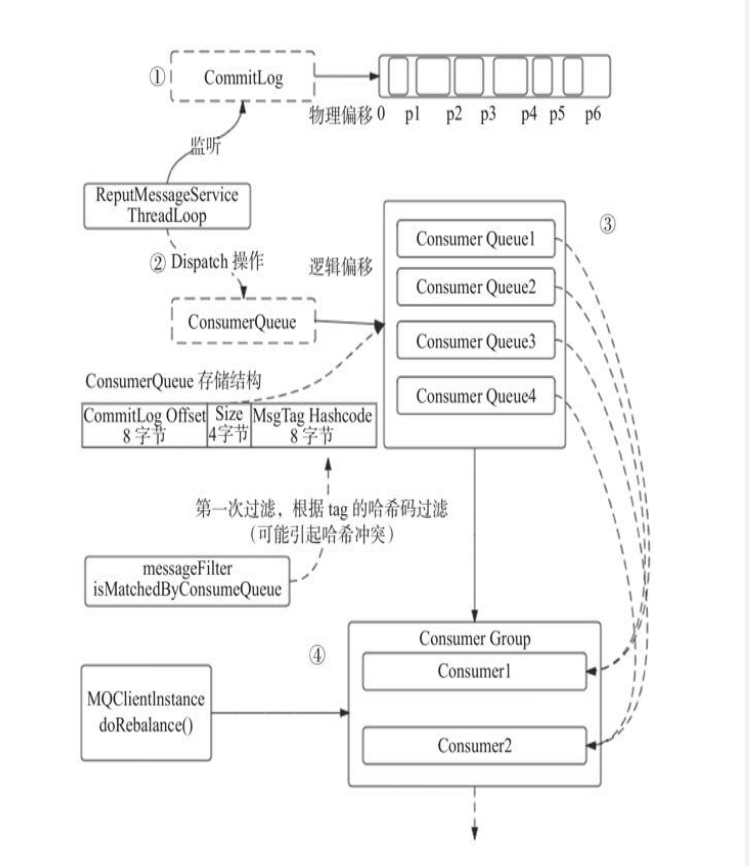 ① CommitLog
物理偏移 0 p1 p2 p3 p4 p5 p6
监听
ReputMessageService
ThreadLoop
② Dispatch 操作
逻辑偏移
③
Consumer Queue1
Consumer Queue2
Consumer Queue3
Consumer Queue4
ConsumerQueue
ConsumerQueue 存储结构
CommitLog Offset
8 字节
Size
4字节
MsgTag Hashcode
8 字节
第一次过滤，根据 tag 的哈希码过滤
（可能引起哈希冲突）
messageFilter
isMatchedByConsumeQueue
④
Consumer Group
Consumer1
Consumer2
MQClientInstance
doRebalance()